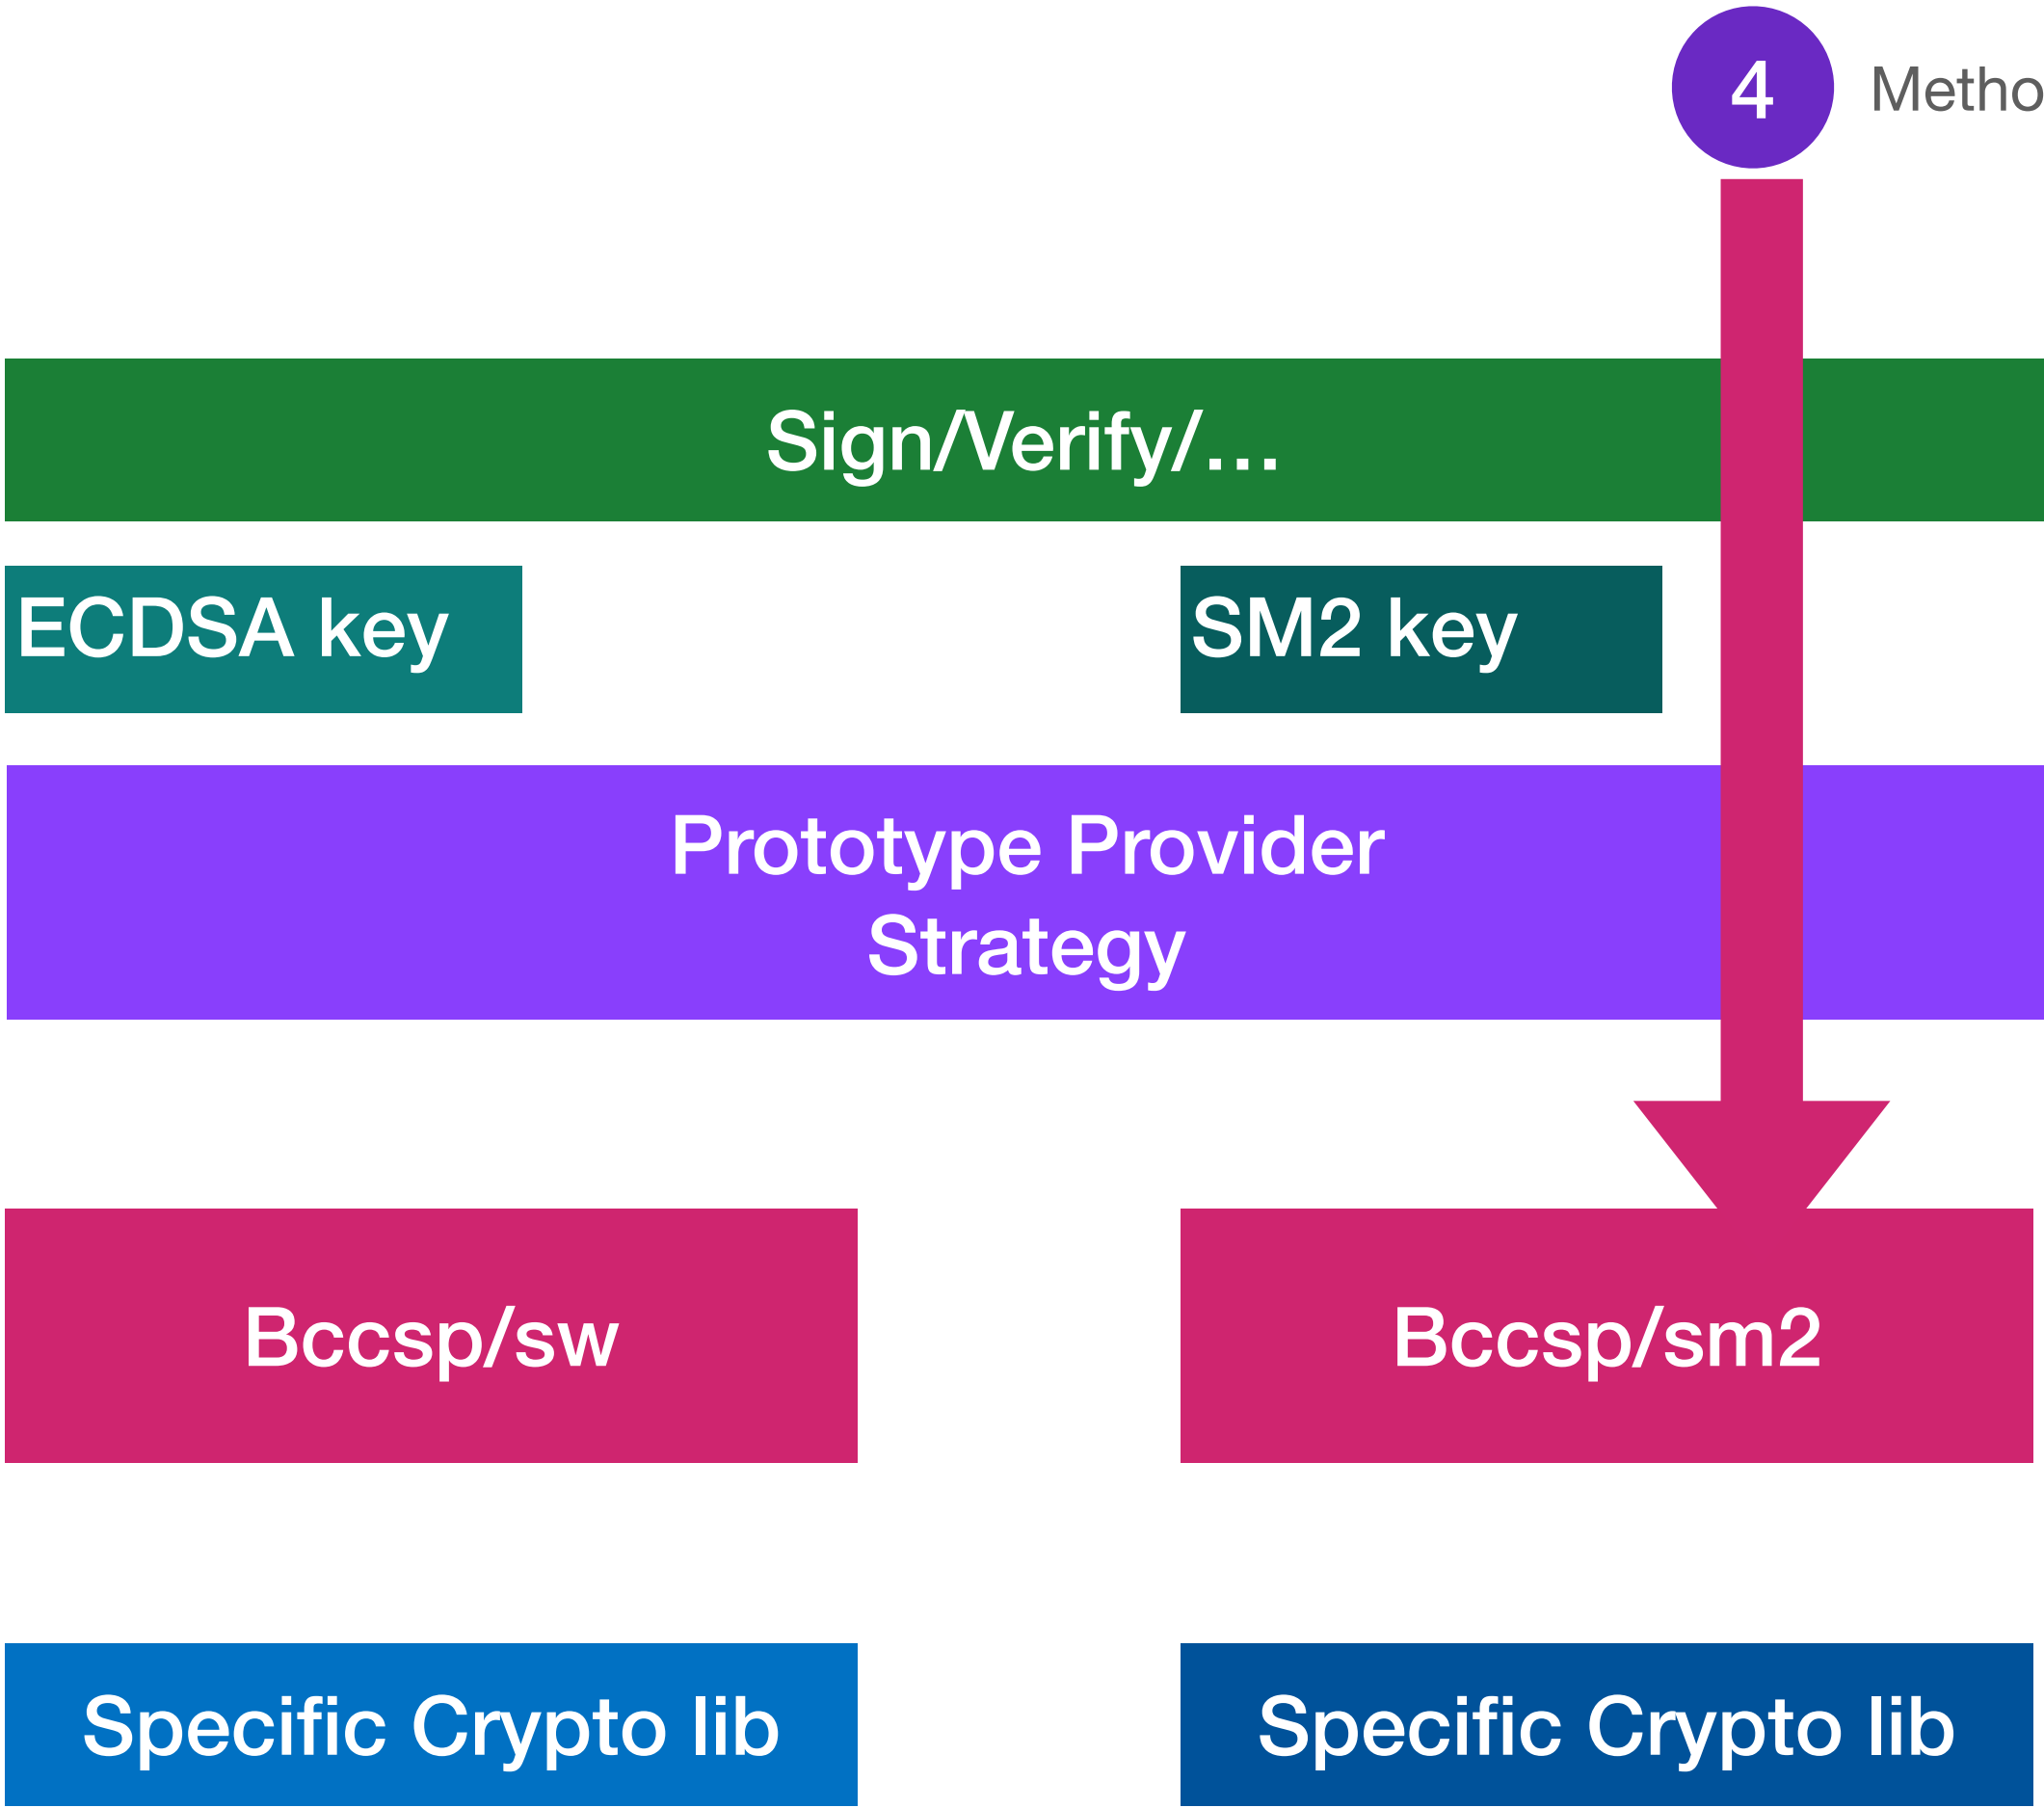 4 Metho
Sign/Verify/…
ECDSA key SM2 key
Prototype Provider
Strategy
Bccsp/sw Bccsp/sm2
Specific Crypto lib Specific Crypto lib